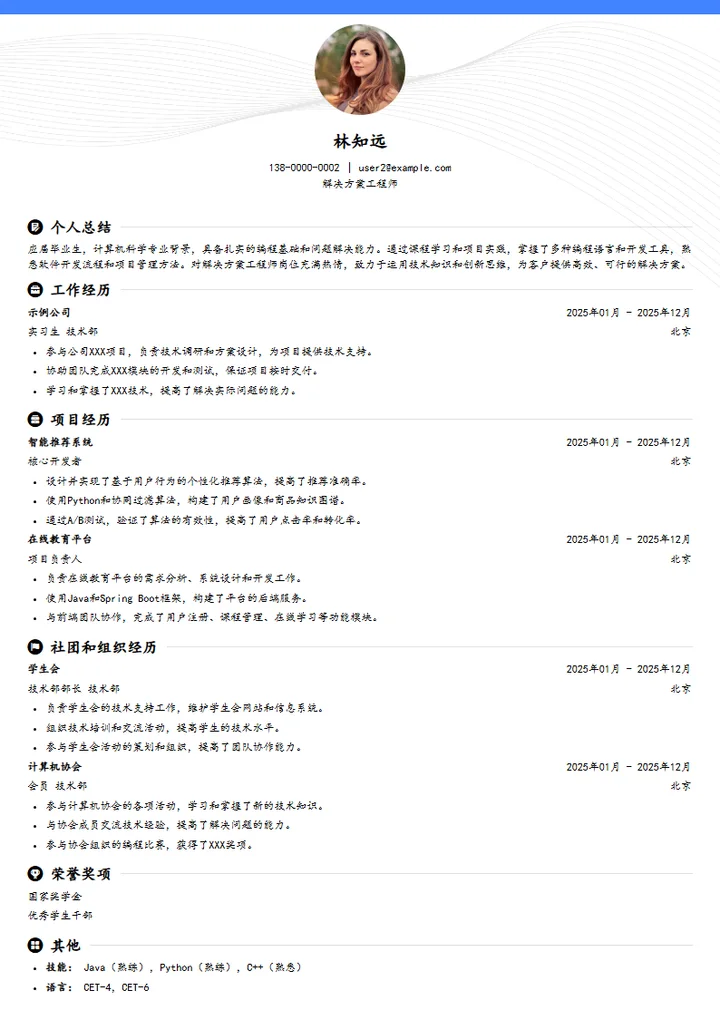 林知远
138-0000-0002 | user2@example.com
解决方案工程师
个人总结
应届毕业生，计算机科学专业背景，具备扎实的编程基础和问题解决能力。通过课程学习和项目实践，掌握了多种编程语言和开发工具，熟
悉软件开发流程和项目管理方法。对解决方案工程师岗位充满热情，致力于运用技术知识和创新思维，为客户提供高效、可行的解决方案。
工作经历
示例公司 2025年01月 - 2025年12月
实习生 技术部 北京
• 参与公司XXX项目，负责技术调研和方案设计，为项目提供技术支持。
• 协助团队完成XXX模块的开发和测试，保证项目按时交付。
• 学习和掌握了XXX技术，提高了解决实际问题的能力。
项目经历
智能推荐系统 2025年01月 - 2025年12月
核心开发者 北京
• 设计并实现了基于用户行为的个性化推荐算法，提高了推荐准确率。
• 使用Python和协同过滤算法，构建了用户画像和商品知识图谱。
• 通过A/B测试，验证了算法的有效性，提高了用户点击率和转化率。
在线教育平台 2025年01月 - 2025年12月
项目负责人 北京
• 负责在线教育平台的需求分析、系统设计和开发工作。
• 使用Java和Spring Boot框架，构建了平台的后端服务。
• 与前端团队协作，完成了用户注册、课程管理、在线学习等功能模块。
社团和组织经历
学生会 2025年01月 - 2025年12月
技术部部长 技术部 北京
• 负责学生会的技术支持工作，维护学生会网站和信息系统。
• 组织技术培训和交流活动，提高学生的技术水平。
• 参与学生会活动的策划和组织，提高了团队协作能力。
计算机协会 2025年01月 - 2025年12月
会员 技术部 北京
• 参与计算机协会的各项活动，学习和掌握了新的技术知识。
• 与协会成员交流技术经验，提高了解决问题的能力。
• 参与协会组织的编程比赛，获得了XXX奖项。
荣誉奖项
国家奖学金
优秀学生干部
其他
• 技能： Java（熟练），Python（熟练），C++（熟悉）
• 语言： CET-4，CET-6